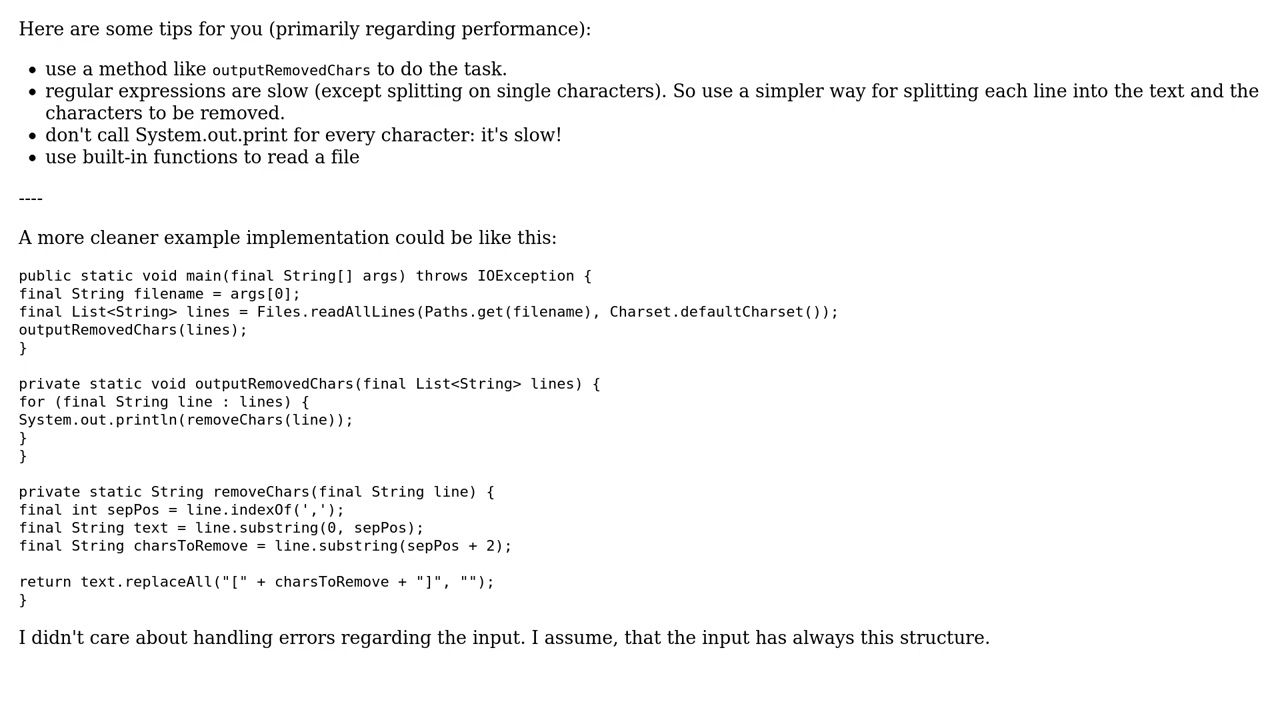 Here are some tips for you (primarily regarding performance):
• use a method like outputRemovedChars to do the task.
• regular expressions are slow (except splitting on single characters). So use a simpler way for splitting each line into the text and the
characters to be removed.
• don't call System.out.print for every character: it's slow!
• use built-in functions to read a file
----
A more cleaner example implementation could be like this:
public static void main(final String[] args) throws IOException {
final String filename = args[0];
final List<String> lines = Files.readAllLines(Paths.get(filename), Charset.defaultCharset());
outputRemovedChars(lines);
}
private static void outputRemovedChars(final List<String> lines) {
for (final String line : lines) {
System.out.println(removeChars(line));
}
}
private static String removeChars(final String line) {
final int sepPos = line.indexOf(',');
final String text = line.substring(0, sepPos);
final String charsToRemove = line.substring(sepPos + 2);
return text.replaceAll("[" + charsToRemove + "]", "");
}
I didn't care about handling errors regarding the input. I assume, that the input has always this structure.